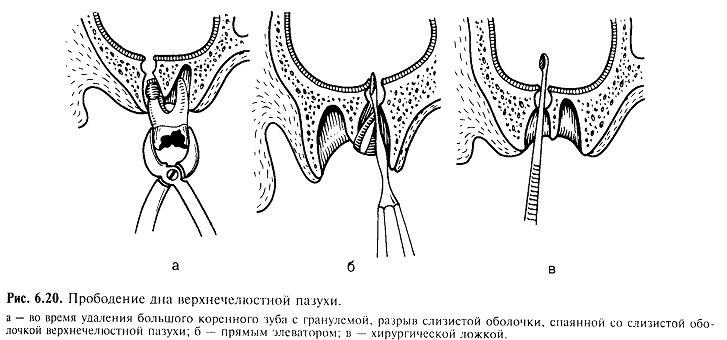 а
б
в
Рис. 6.20. Прободение дна верхнечелюстной пазухи.
а — во время удаления большого коренного зуба с гранулемой, разрыв слизистой оболочки, спаянной со слизистой обо-
лочкой верхнечелюстной пазухи; б — прямым элеватором; в — хирургической ложкой.